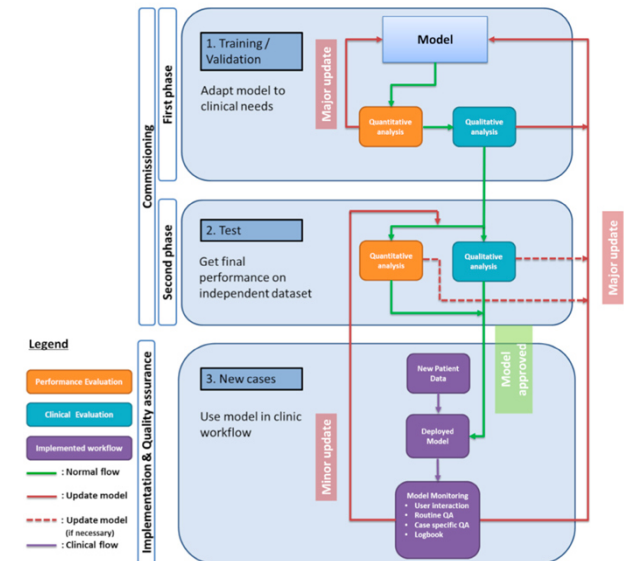 Commissioning
First phase
1. Training /
Validation
Adapt model to
clinical needs
Major update
Model
Quantitative
analysis
Qualitative
analysis
Second phase
2. Test
Get final
performance on
independent dataset
Quantitative
analysis
Qualitative
analysis
Major update
Model
approved
Implementation & Quality assurance
3. New cases
Use model in clinic
workflow
Minor update
New Patient
Data
Deployed
Model
Model Monitoring
• User interaction
• Routine QA
• Case specific QA
• Logbook
Legend
Performance Evaluation
Clinical Evaluation
Implemented workflow
: Normal flow
: Update model
: Update model
(if necessary)
: Clinical flow